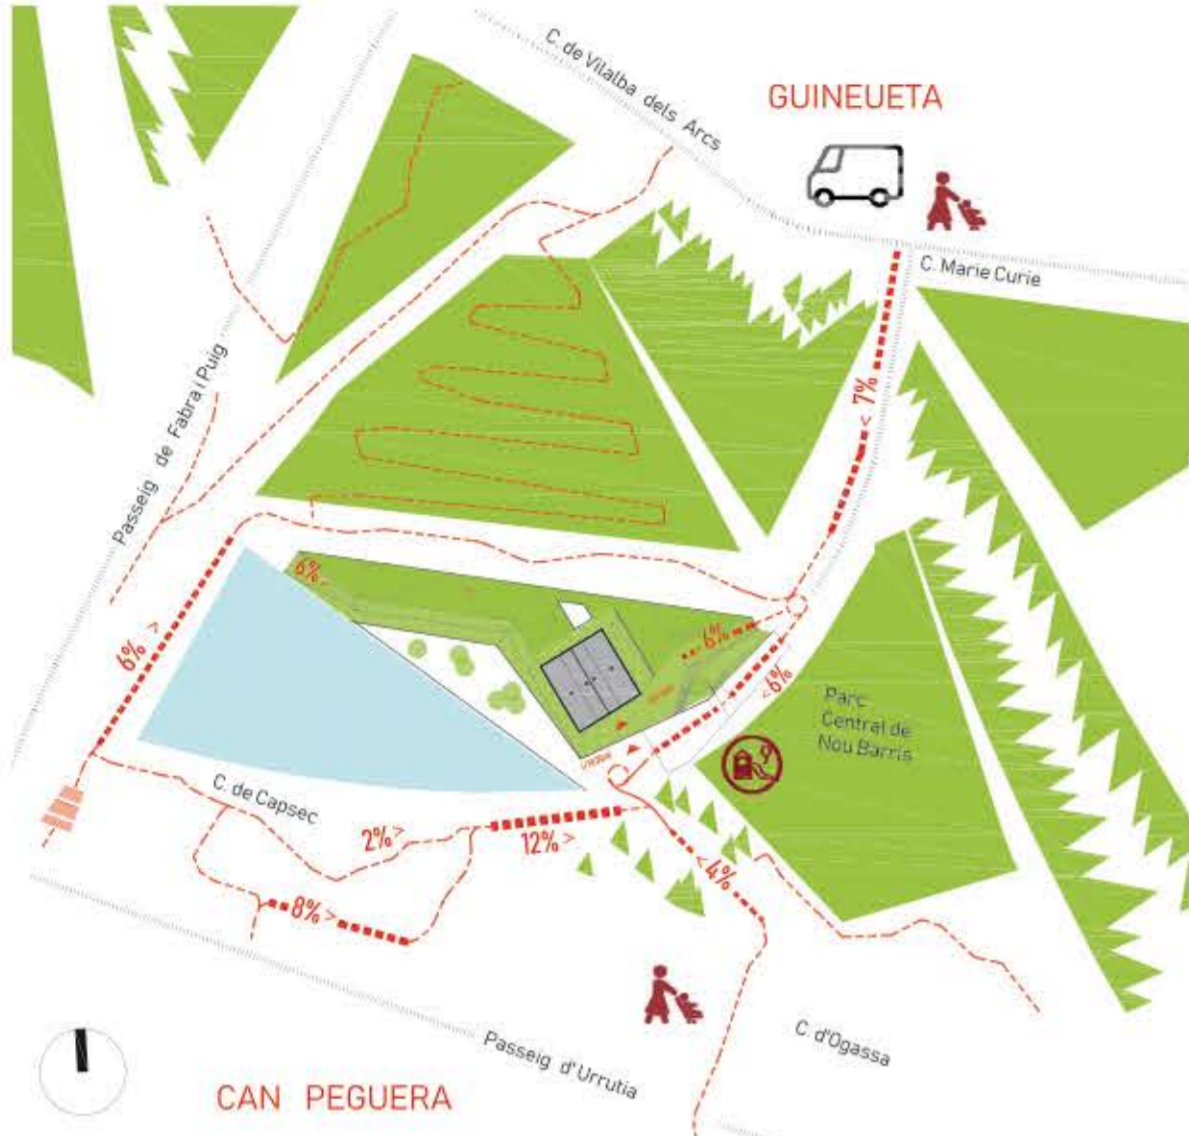 C. de Vilalba dels Arcs
GUINEUETA
C. Marie Curie
Passeig de Fabra i Puig
< 7%
6%
6% >
6%
< 6%
Parc
Central de
Nou Barris
9
C. de Capsec
2% >
12% >
< 4%
8% >
Passeig d'Urrutia
C. d'Ogassa
CAN PEGUERA